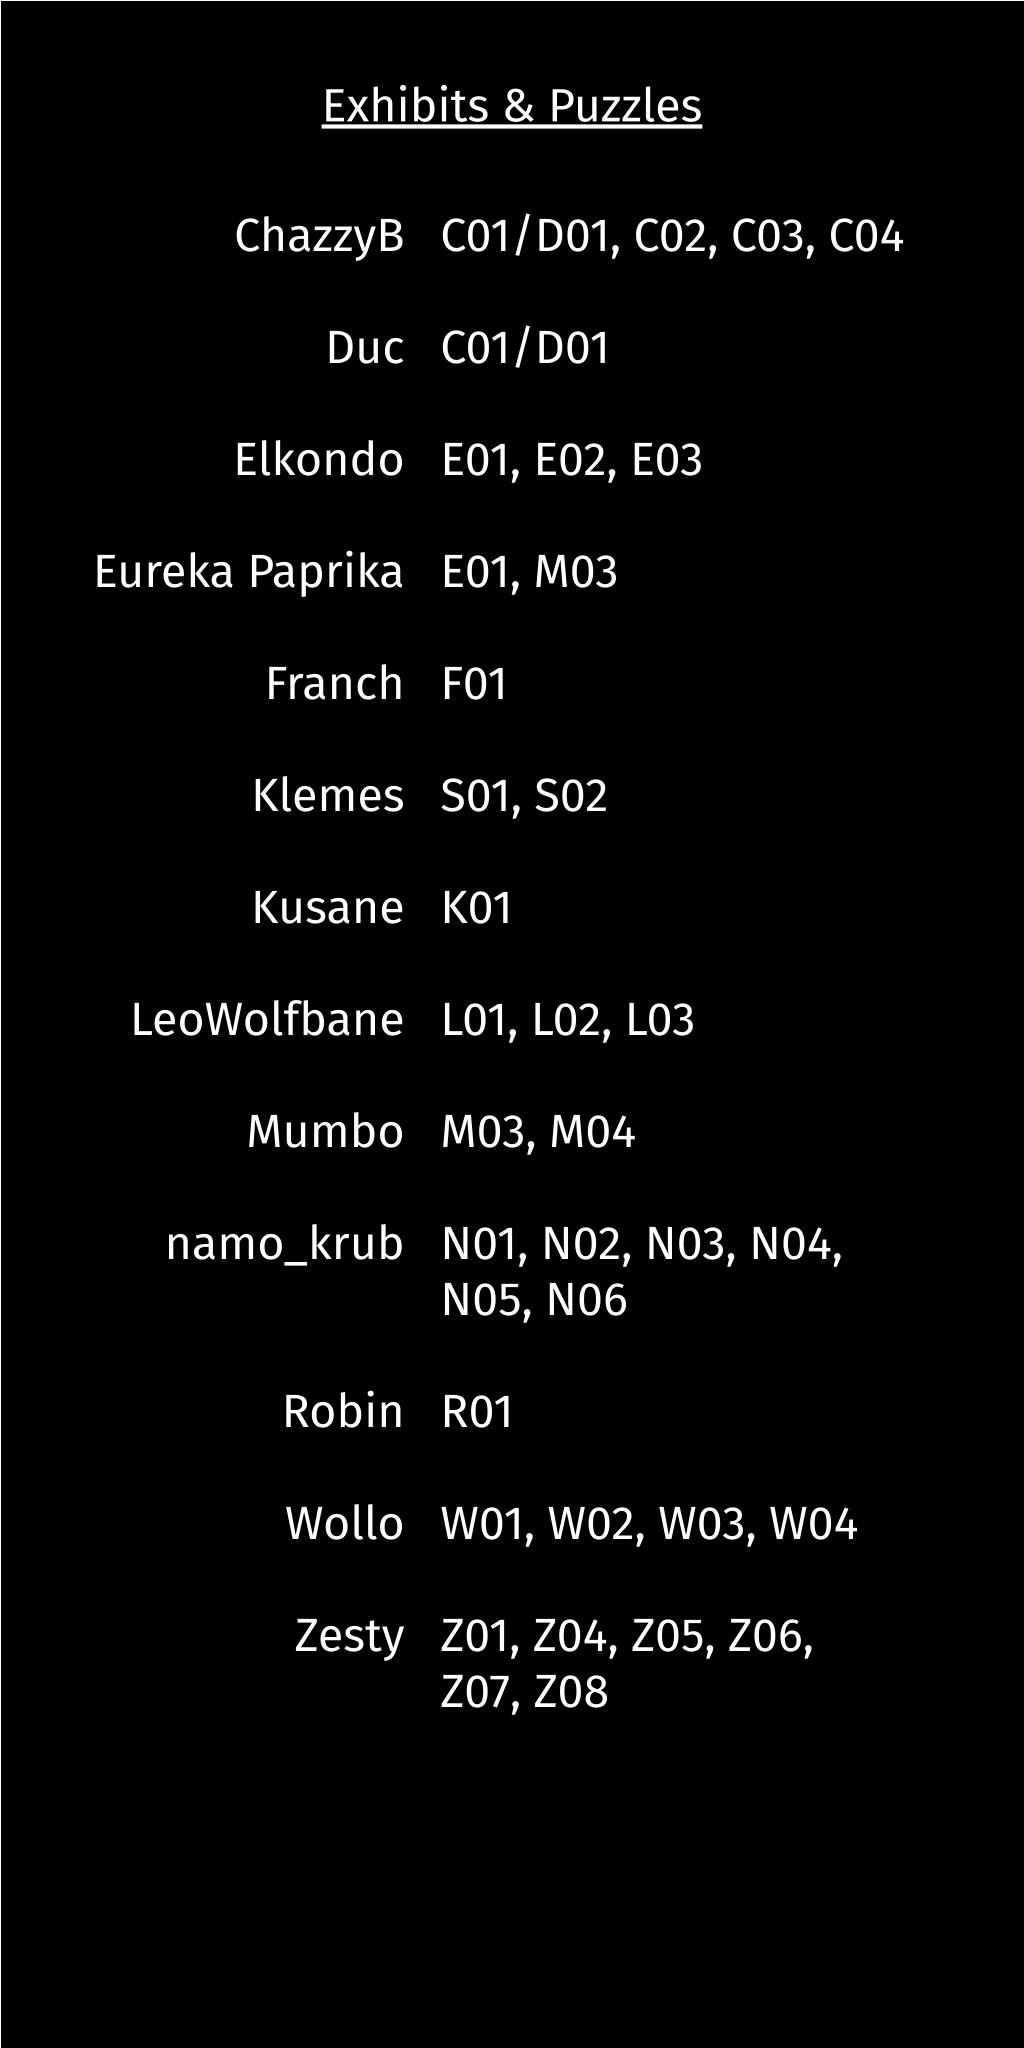 Exhibits & Puzzles
ChazzyB C01/D01, C02, C03, C04
Duc C01/D01
Elkondo E01, E02, E03
Eureka Paprika E01, M03
Franch F01
Klemes S01, S02
Kusane K01
LeoWolfbane L01, L02, L03
Mumbo M03, M04
namo_krub N01, N02, N03, N04,
N05, N06
Robin R01
Wollo W01, W02, W03, W04
Zesty Z01, Z04, Z05, Z06,
Z07, Z08